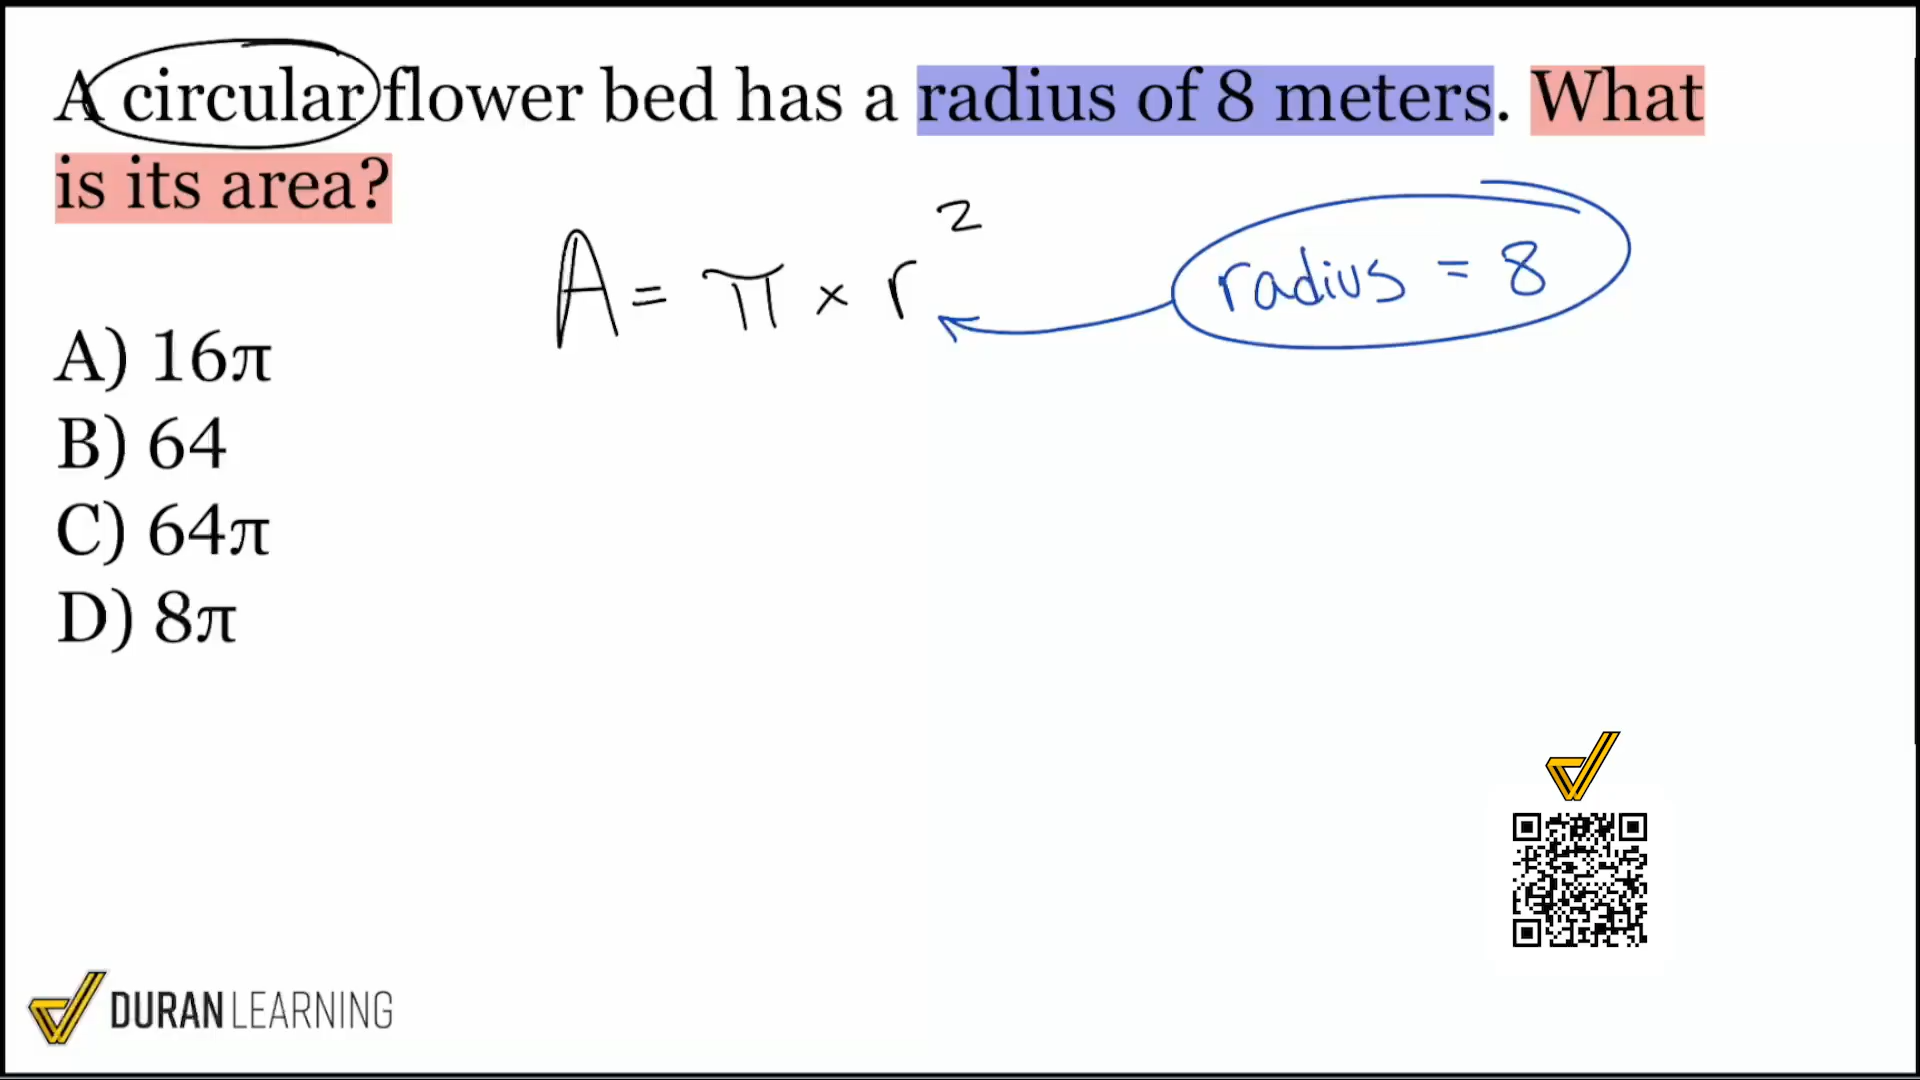 A circular flower bed has a radius of 8 meters. What
is its area?
A = π × r²
radius = 8
A) 16π
B) 64
C) 64π
D) 8π
DURAN LEARNING